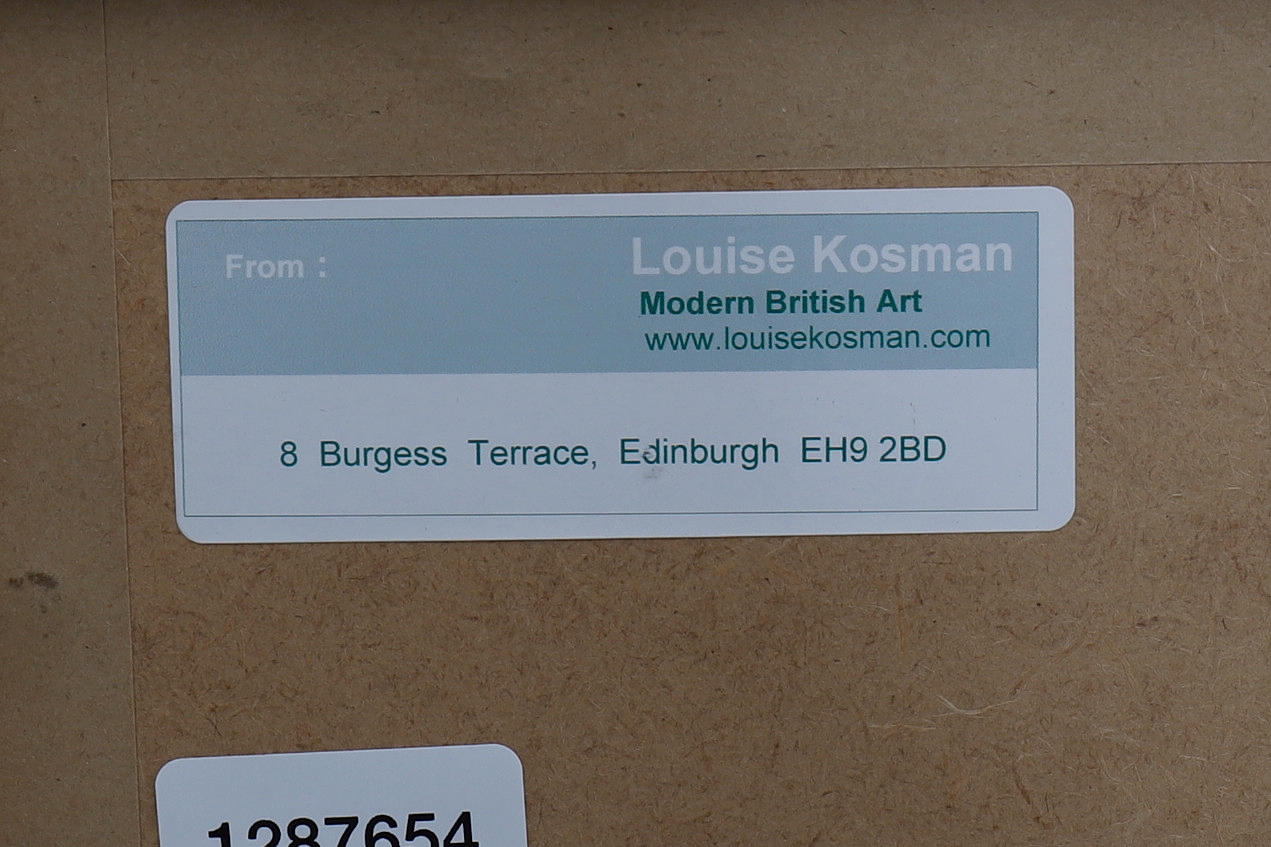 From :
Louise Kosman
Modern British Art
www.louisekosman.com
8 Burgess Terrace, Edinburgh EH9 2BD
1287654